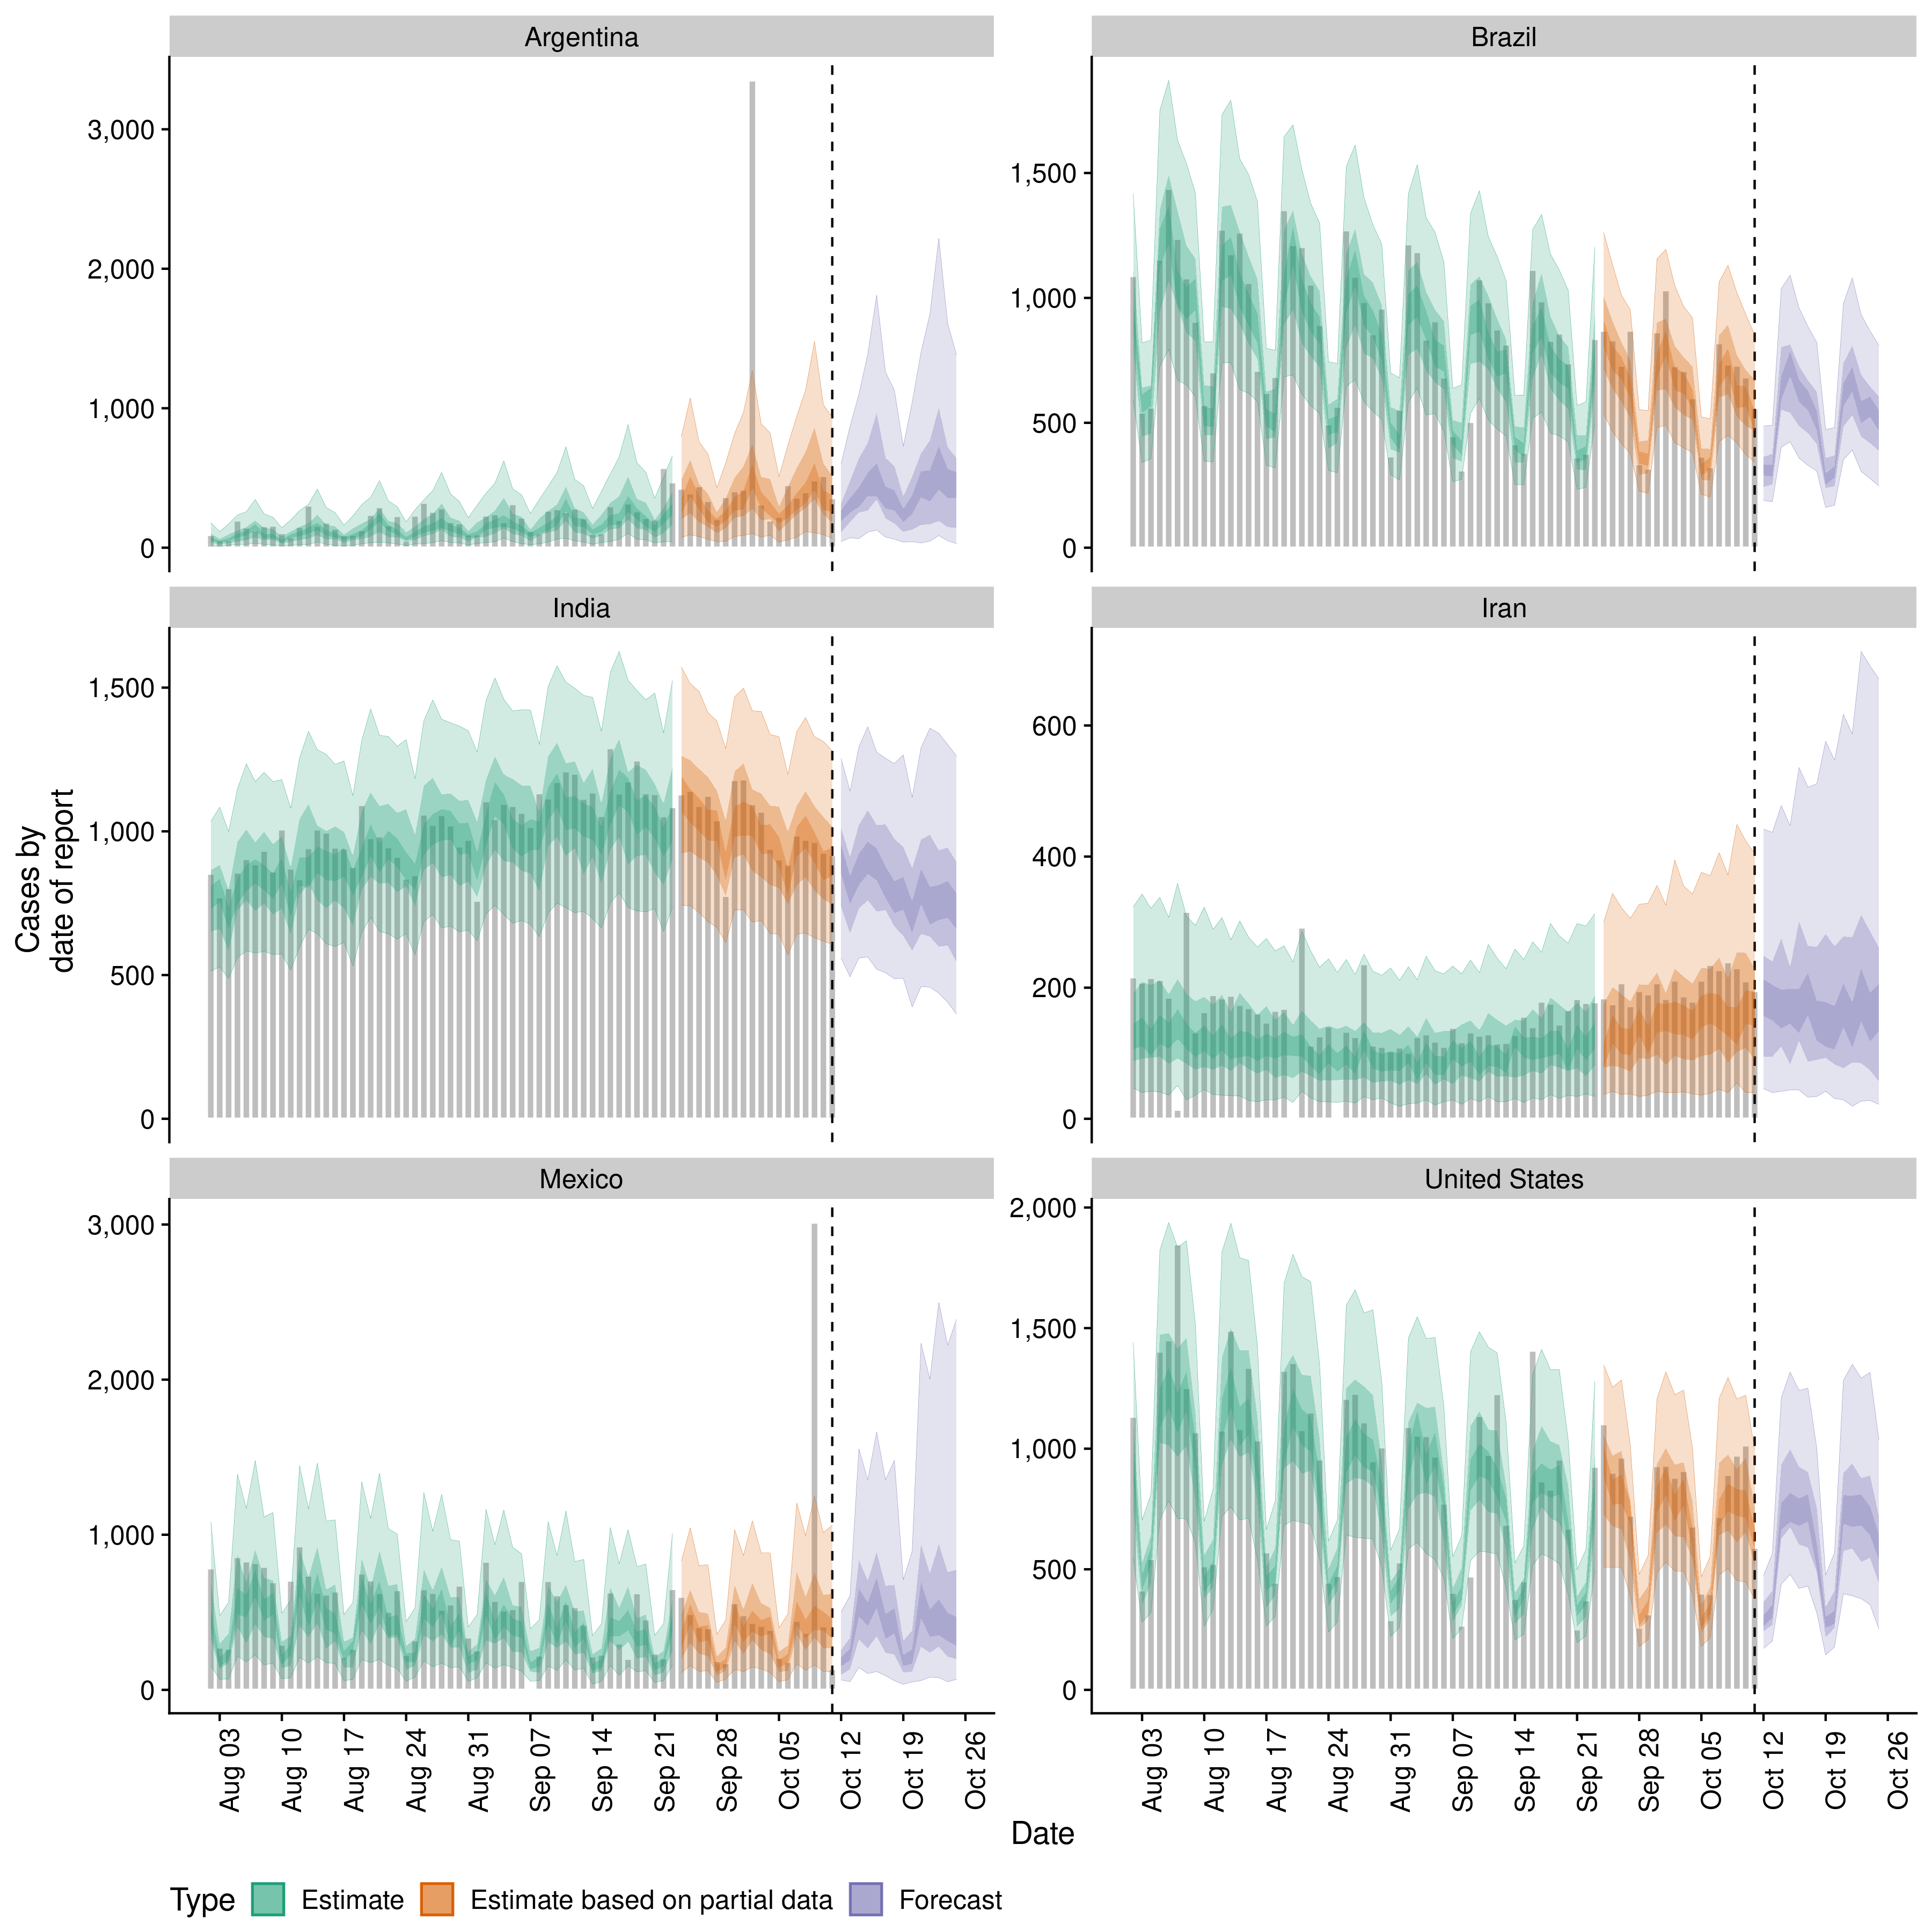 Argentina
Brazil
3,000
2,000
1,000
0
1,500
1,000
500
0
India
Iran
1,500
1,000
500
0
600
400
200
0
Mexico
United States
3,000
2,000
1,000
0
2,000
1,500
1,000
500
0
Cases by
date of report
Aug 03
Aug 10
Aug 17
Aug 24
Aug 31
Sep 07
Sep 14
Sep 21
Sep 28
Oct 05
Oct 12
Oct 19
Oct 26
Aug 03
Aug 10
Aug 17
Aug 24
Aug 31
Sep 07
Sep 14
Sep 21
Sep 28
Oct 05
Oct 12
Oct 19
Oct 26
Date
Type Estimate Estimate based on partial data Forecast